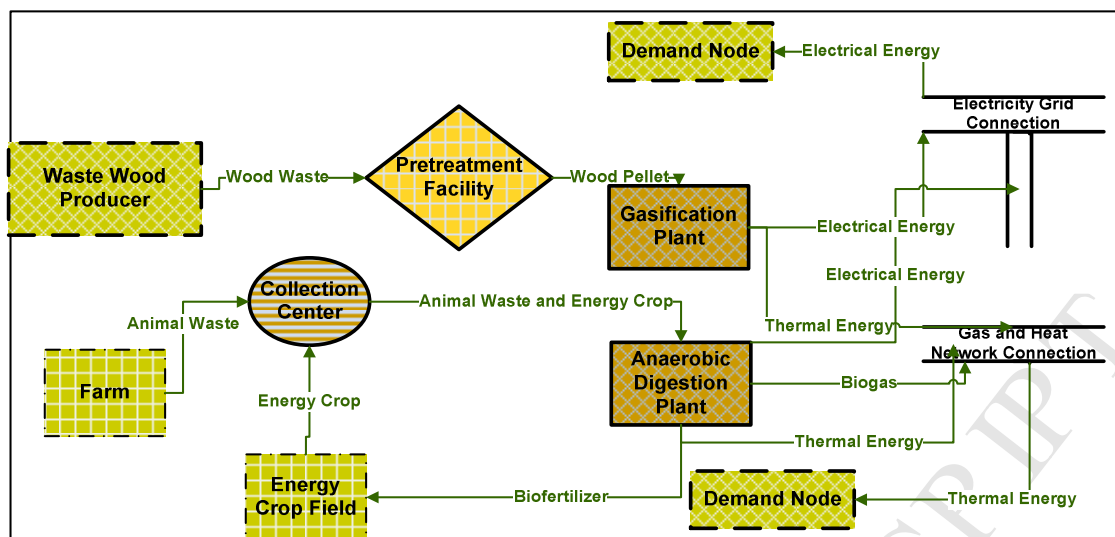 Demand Node
Electrical Energy
Electricity Grid
Connection
Waste Wood
Producer
Wood Waste
Pretreatment
Facility
Wood Pellet
Gasification
Plant
Electrical Energy
Electrical Energy
Collection
Center
Animal Waste and Energy Crop
Animal Waste
Thermal Energy
Gas and Heat
Network Connection
Farm
Energy Crop
Anaerobic
Digestion
Plant
Biogas
Thermal Energy
Energy
Crop Field
Biofertilizer
Demand Node
Thermal Energy
CRIPT